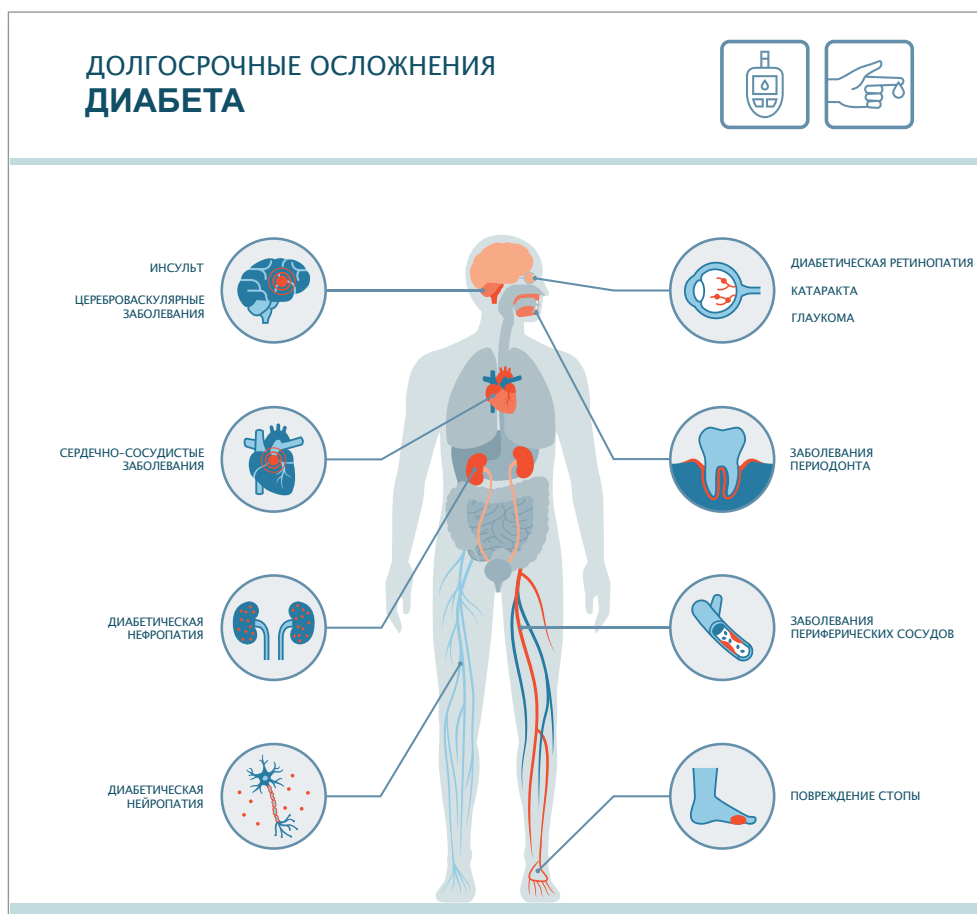 ДОЛГОСРОЧНЫЕ ОСЛОЖНЕНИЯ
ДИАБЕТА
ИНСУЛЬТ
ЦЕРЕБРОВАСКУЛЯРНЫЕ
ЗАБОЛЕВАНИЯ
СЕРДЕЧНО-СОСУДИСТЫЕ
ЗАБОЛЕВАНИЯ
ДИАБЕТИЧЕСКАЯ
НЕФРОПАТИЯ
ДИАБЕТИЧЕСКАЯ
НЕЙРОПАТИЯ
ДИАБЕТИЧЕСКАЯ РЕТИНОПАТИЯ
КАТАРАКТА
ГЛАУКОМА
ЗАБОЛЕВАНИЯ
ПЕРИОДОНТА
ЗАБОЛЕВАНИЯ
ПЕРИФЕРИЧЕСКИХ СОСУДОВ
ПОВРЕЖДЕНИЕ СТОПЫ